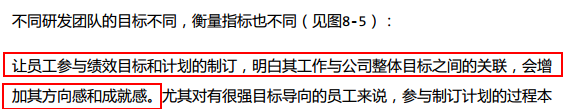 不同研发团队的目标不同，衡量指标也不同（见图8-5）：
让员工参与绩效目标和计划的制订，明白其工作与公司整体目标之间的关联，会增
加其方向感和成就感。尤其对有很强目标导向的员工来说，参与制订计划的过程本